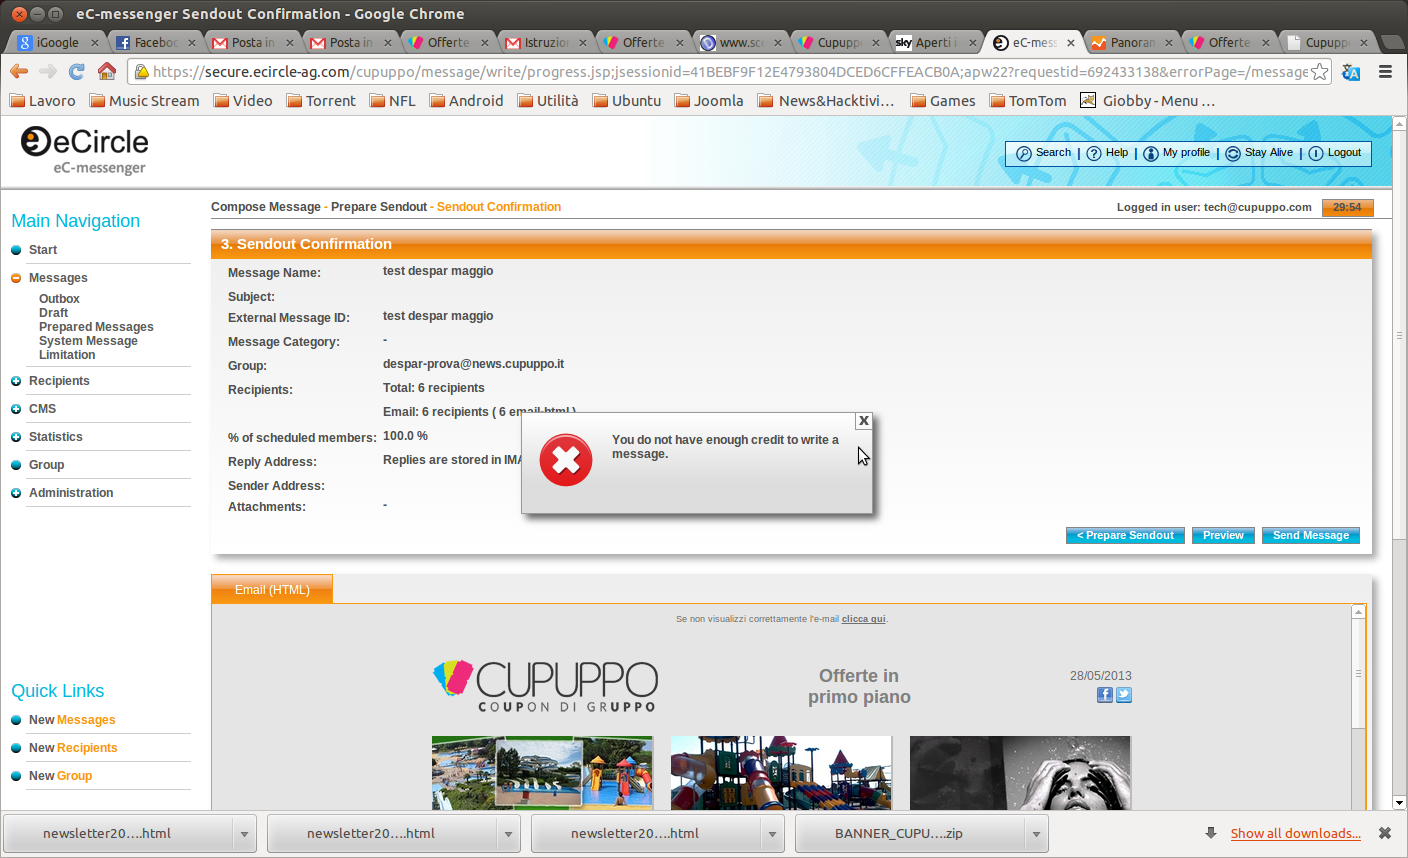 eC-messenger Sendout Confirmation - Google Chrome
iGoogle
Faceboo
Posta in
Posta in
Offerte
Istruzion
Offerte
www.sco
Cupuppo
sky Aperti i
eC-mess
Panoram
Offerte
Cupuppo
https://secure.ecircle-ag.com/cupuppo/message/write/progress.jsp;jsessionid=41BEBF9F12E4793804DCED6CFFEACB0A;apw22?requestid=692433138&errorPage=/message
Lavoro
Music Stream
Video
Torrent
NFL
Android
Utilità
Ubuntu
Joomla
News&Hacktivi...
Games
TomTom
Giobby - Menu ...
eCircle
eC-messenger
Search | Help | My profile | Stay Alive | Logout
Compose Message - Prepare Sendout - Sendout Confirmation
Logged in user: tech@cupuppo.com 29:54
Main Navigation
Start
Messages
Outbox
Draft
Prepared Messages
System Message
Limitation
Recipients
CMS
Statistics
Group
Administration
3. Sendout Confirmation
Message Name: test despar maggio
Subject:
External Message ID: test despar maggio
Message Category: -
Group: despar-prova@news.cupuppo.it
Recipients: Total: 6 recipients
Email: 6 recipients ( 6 email-html )
% of scheduled members: 100.0 %
Reply Address: Replies are stored in IMA
Sender Address:
Attachments: -
X
You do not have enough credit to write a
message.
< Prepare Sendout
Preview
Send Message
Quick Links
New Messages
New Recipients
New Group
Email (HTML)
Se non visualizzi correttamente l'e-mail clicca qui.
CUPUPPO
COUPON DI GRUPPO
Offerte in
primo piano
28/05/2013
newsletter20....html
newsletter20....html
newsletter20....html
BANNER_CUPU....zip
Show all downloads...